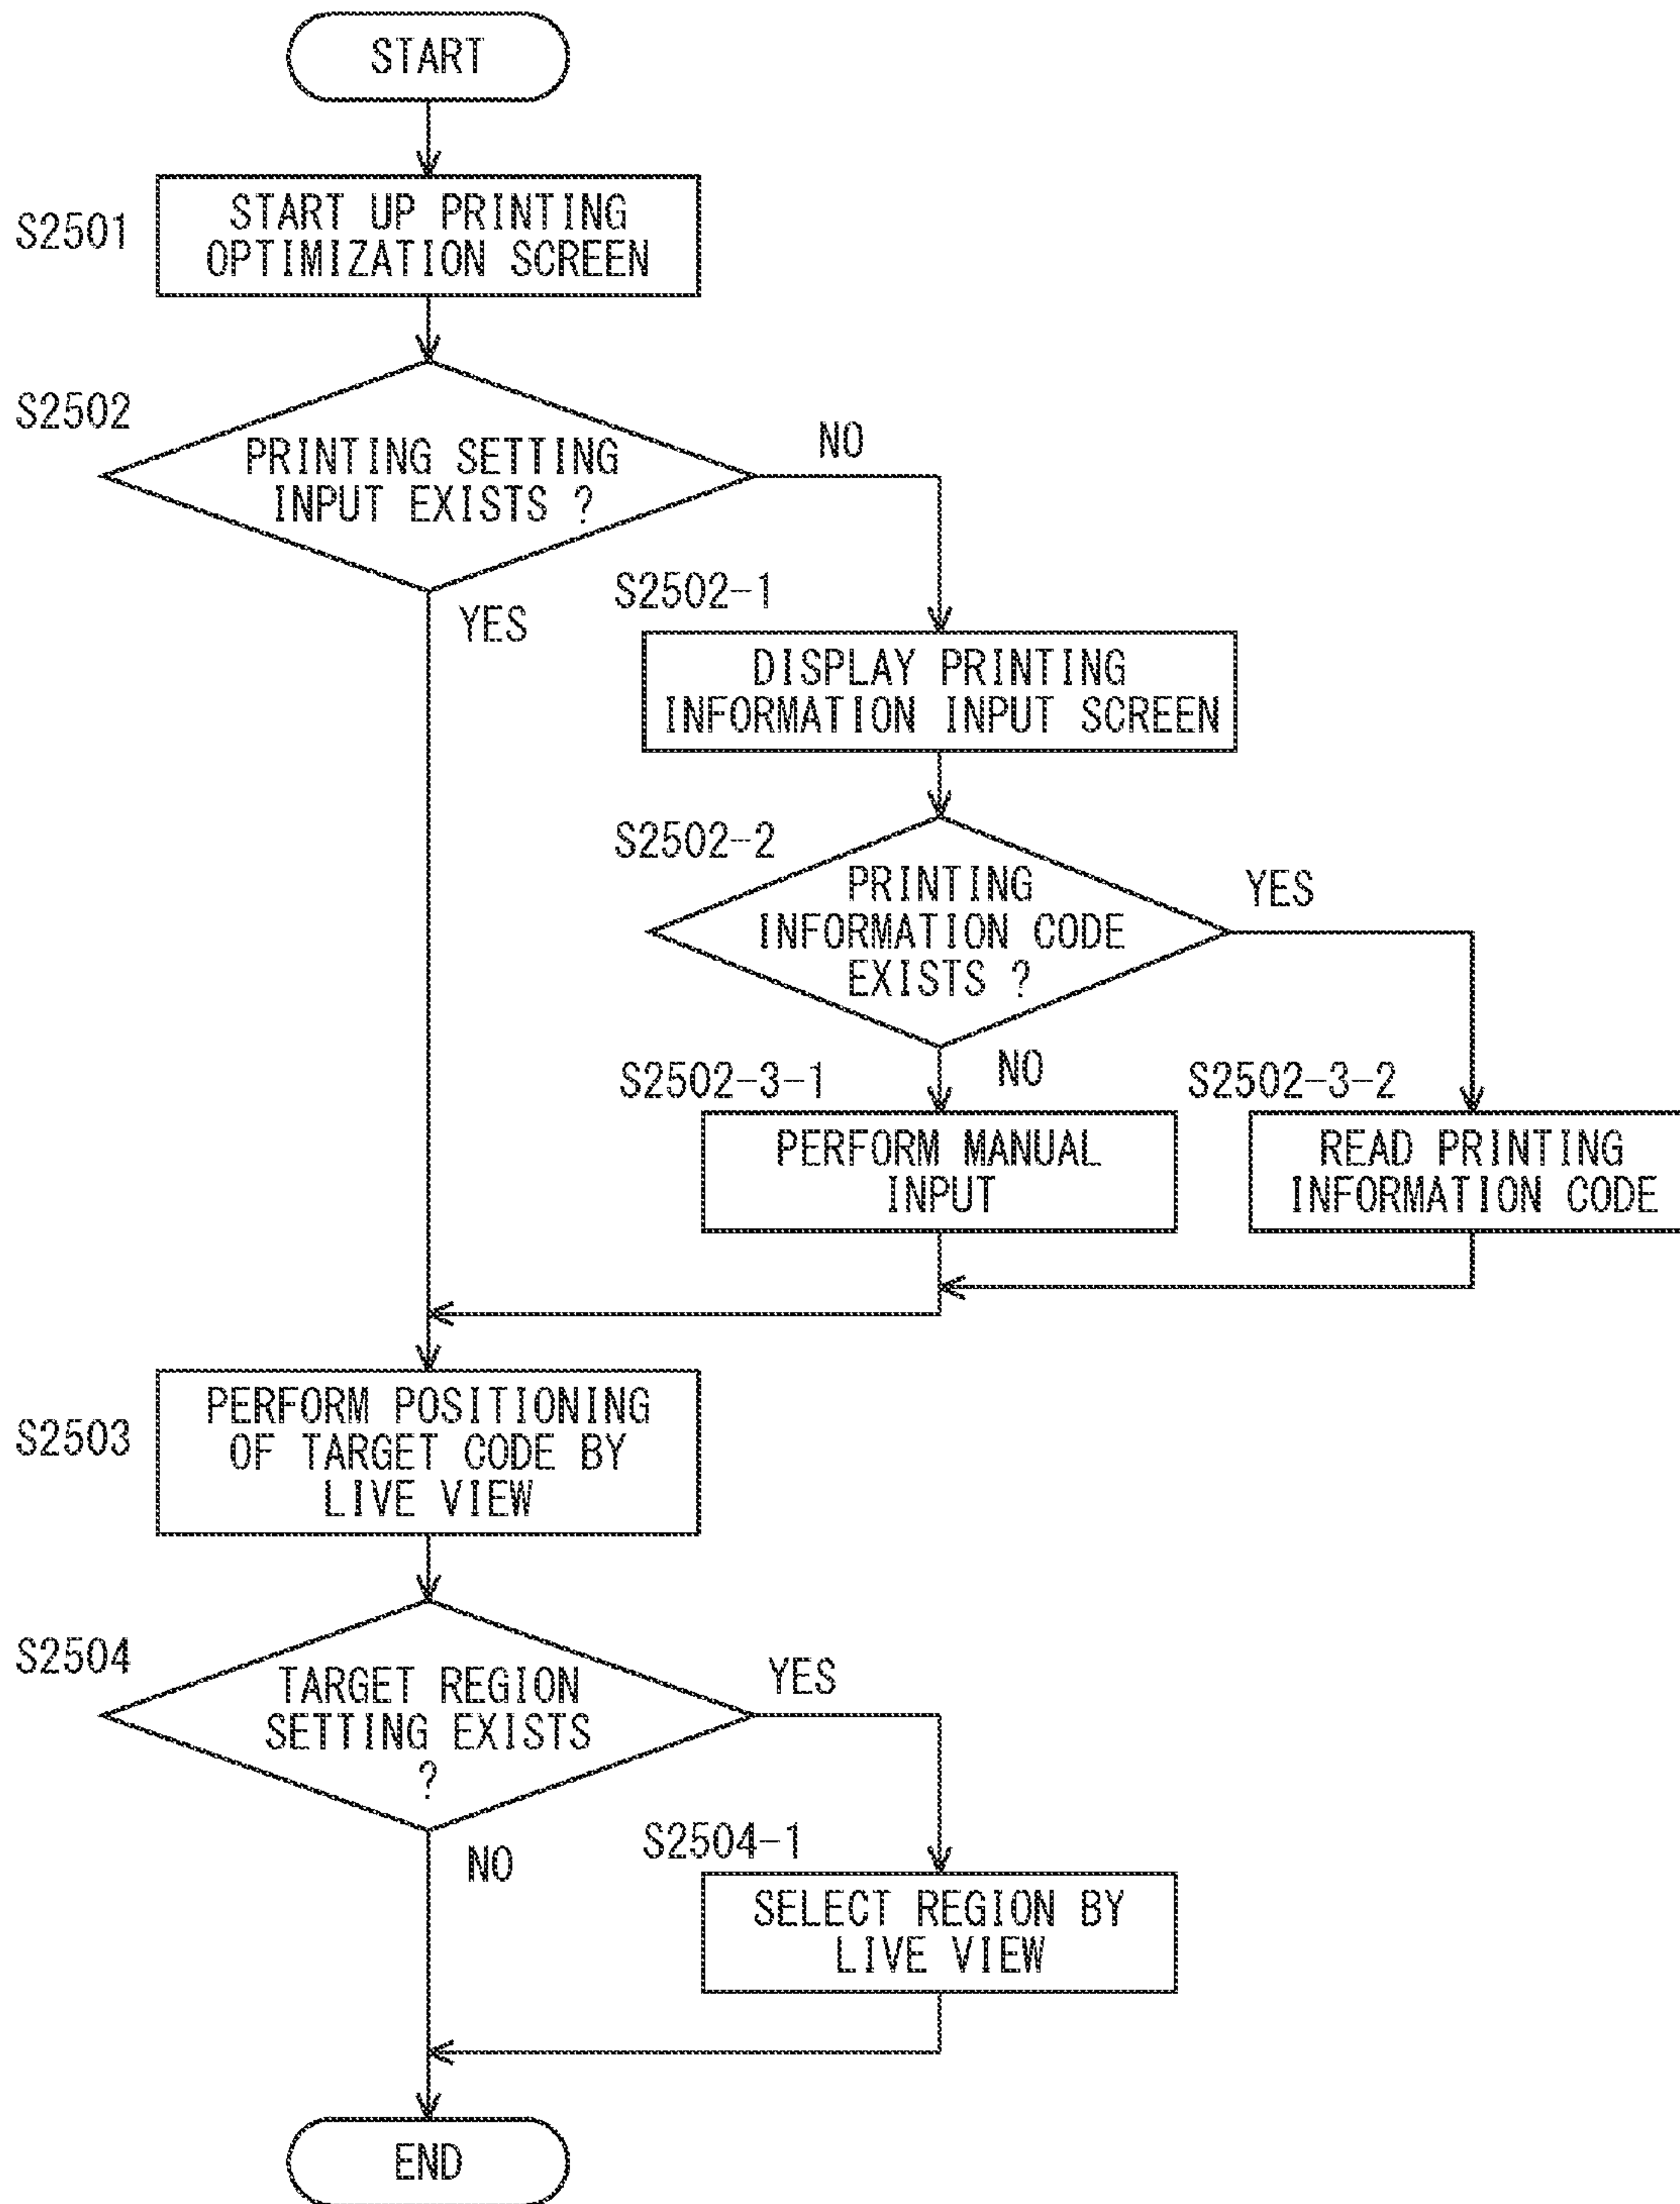 START
S2501
START UP PRINTING
OPTIMIZATION SCREEN
S2502
PRINTING SETTING
INPUT EXISTS ?
NO
YES
S2502-1
DISPLAY PRINTING
INFORMATION INPUT SCREEN
S2502-2
PRINTING
INFORMATION CODE
EXISTS ?
YES
NO
S2502-3-1
PERFORM MANUAL
INPUT
S2502-3-2
READ PRINTING
INFORMATION CODE
S2503
PERFORM POSITIONING
OF TARGET CODE BY
LIVE VIEW
S2504
TARGET REGION
SETTING EXISTS
?
YES
NO
S2504-1
SELECT REGION BY
LIVE VIEW
END